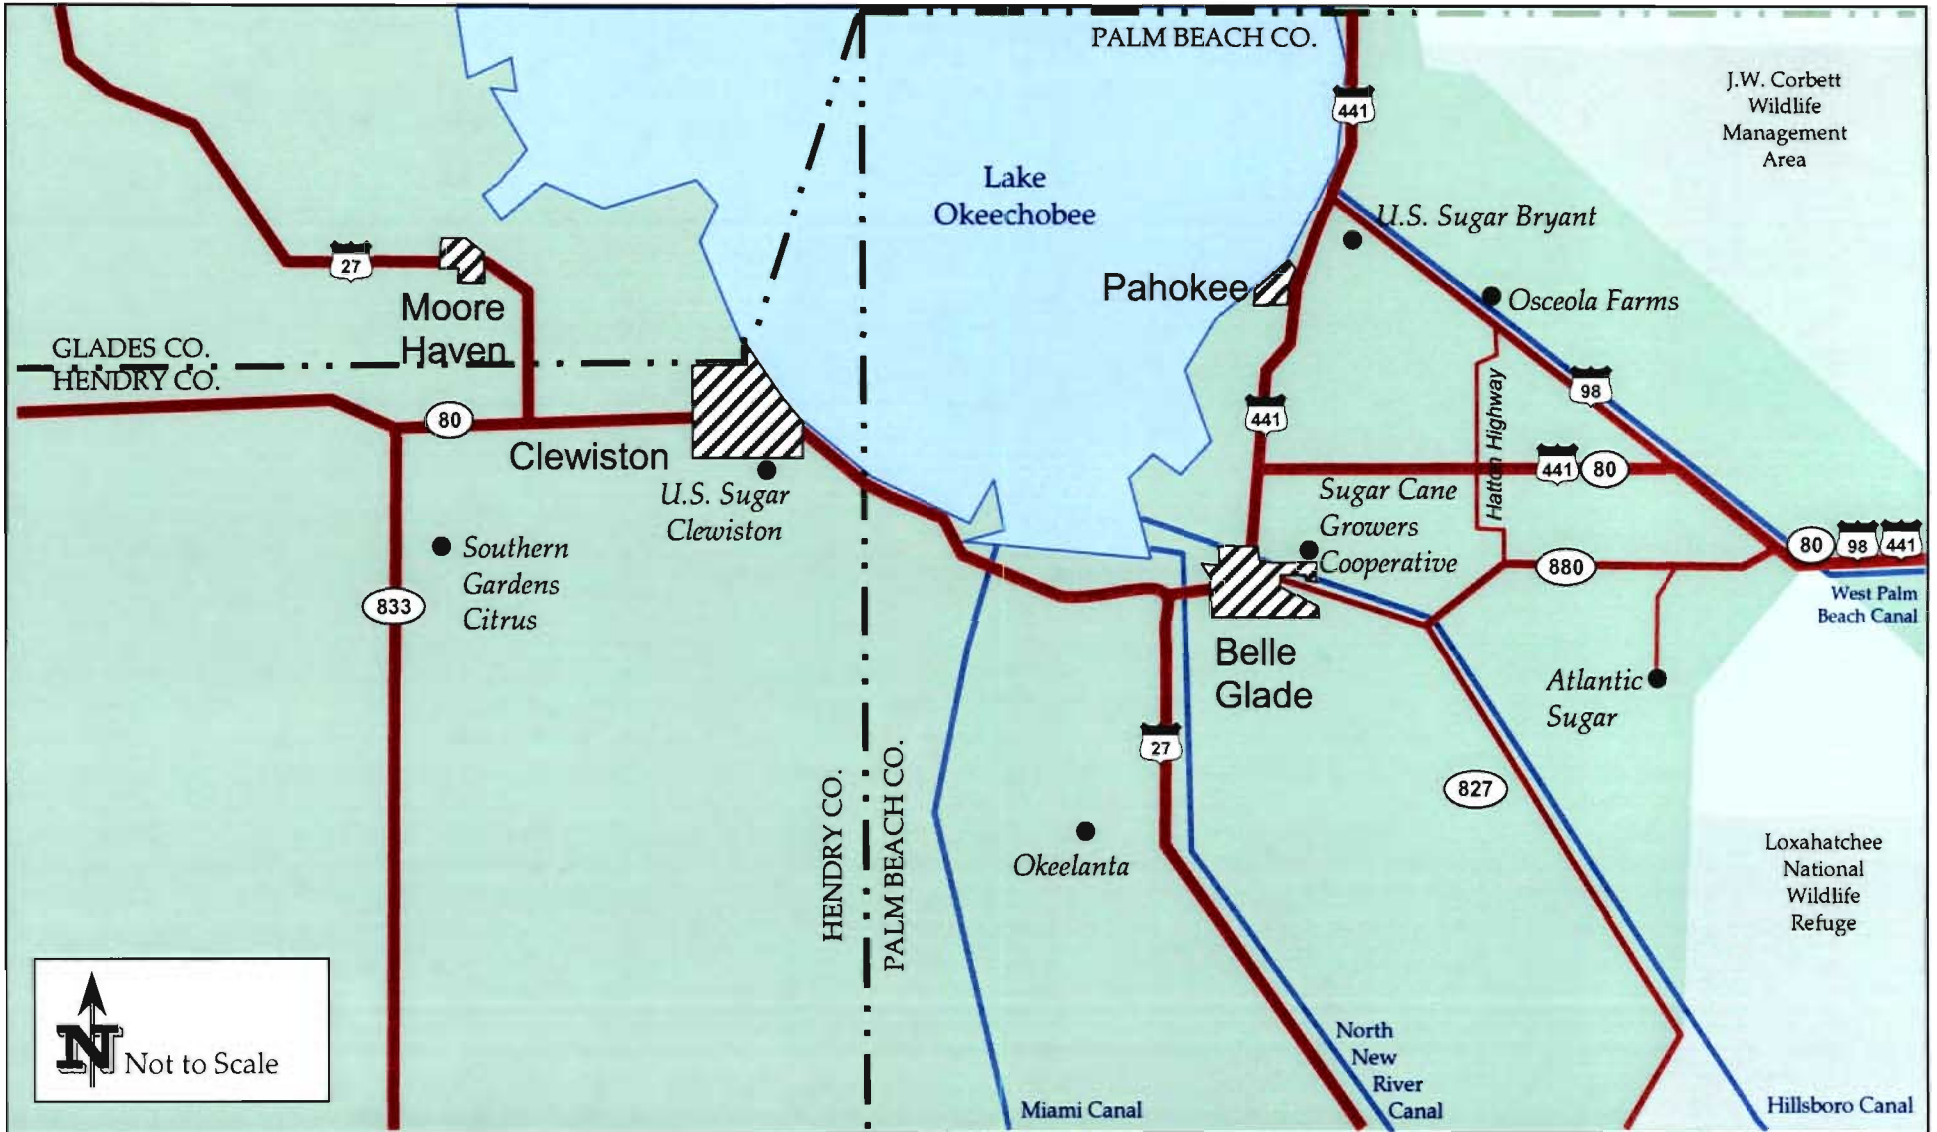 PALM BEACH CO.
J.W. Corbett
Wildlife
Management
Area
441
Lake
Okeechobee
U.S. Sugar Bryant
27
Pahokee
Osceola Farms
Moore
Haven
GLADES CO.
HENDRY CO.
98
80
441
Hatton Highway
Clewiston
441
80
U.S. Sugar
Clewiston
Sugar Cane
Growers
Cooperative
Southern
Gardens
Citrus
80
98
441
880
833
West Palm
Beach Canal
Belle
Glade
Atlantic
Sugar
27
827
HENDRY CO.
PALM BEACH CO.
Okeelanta
Loxahatchee
National
Wildlife
Refuge
N
Not to Scale
North
New
River
Canal
Miami Canal
Hillsboro Canal